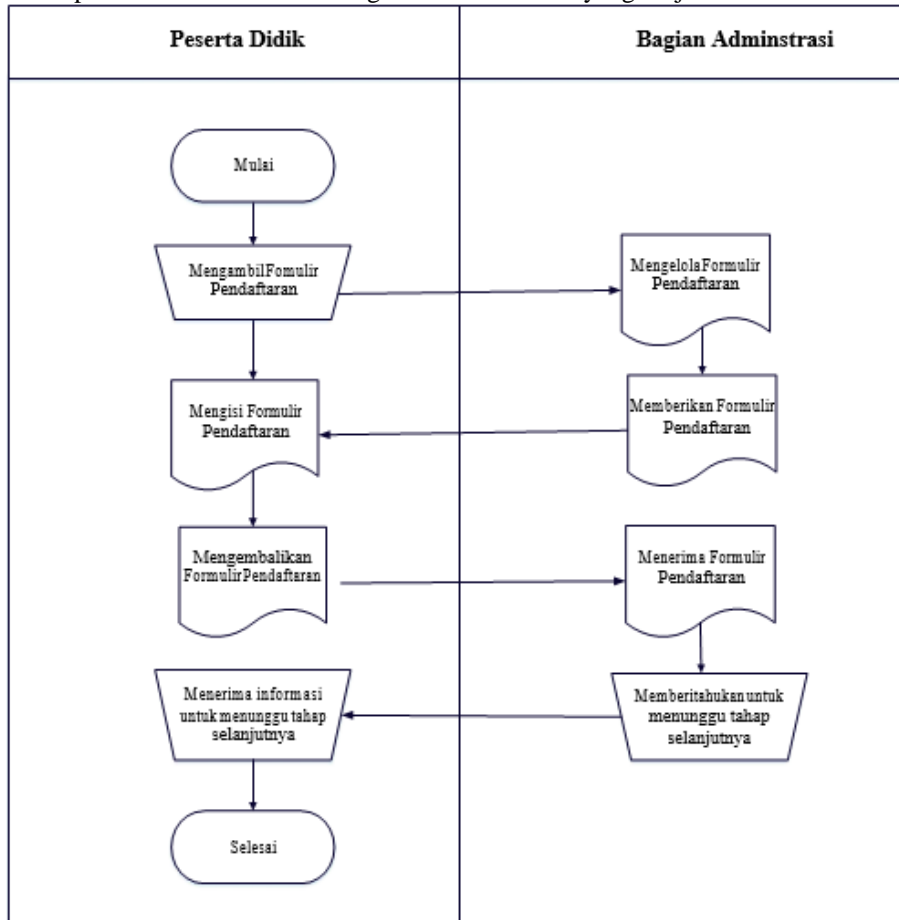 Peserta Didik
Bagian Adminstrasi
Mulai
MengambilFomulir
Pendaftaran
MengelolaFormulir
Pendaftaran
Mengisi Formulir
Pendaftaran
Memberikan Formulir
Pendaftaran
Mengembalikan
FormulirPendaftaran
Menerima Formulir
Pendaftaran
Menerima informasi
untuk menunggu tahap
selanjutnya
Memberitahukan untuk
menunggu tahap
selanjutnya
Selesai